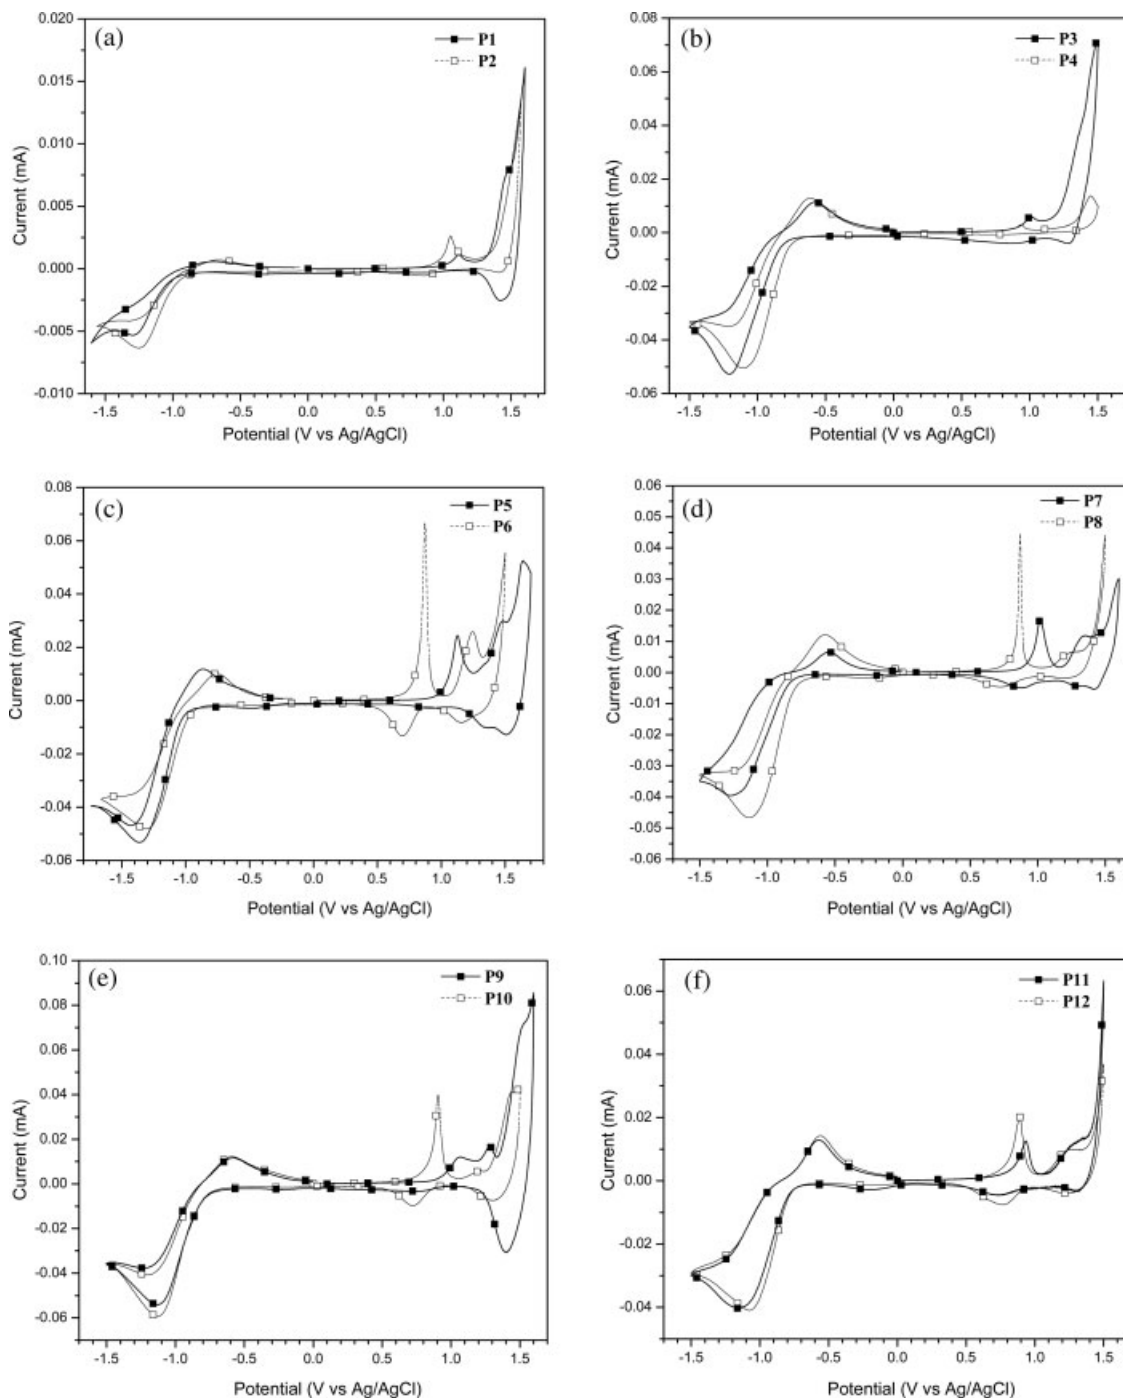 (a)
P1
P2
0.020
0.015
0.010
0.005
0.000
-0.005
-0.010
Current (mA)
-1.5 -1.0 -0.5 0.0 0.5 1.0 1.5
Potential (V vs Ag/AgCl)
(b)
P3
P4
0.08
0.06
0.04
0.02
0.00
-0.02
-0.04
-0.06
Current (mA)
-1.5 -1.0 -0.5 0.0 0.5 1.0 1.5
Potential (V vs Ag/AgCl)
(c)
P5
P6
0.08
0.06
0.04
0.02
0.00
-0.02
-0.04
-0.06
Current (mA)
-1.5 -1.0 -0.5 0.0 0.5 1.0 1.5
Potential (V vs Ag/AgCl)
(d)
P7
P8
0.06
0.05
0.04
0.03
0.02
0.01
0.00
-0.01
-0.02
-0.03
-0.04
-0.05
-0.06
Current (mA)
-1.5 -1.0 -0.5 0.0 0.5 1.0 1.5
Potential (V vs Ag/AgCl)
(e)
P9
P10
0.10
0.08
0.06
0.04
0.02
0.00
-0.02
-0.04
-0.06
Current (mA)
-1.5 -1.0 -0.5 0.0 0.5 1.0 1.5
Potential (V vs Ag/AgCl)
(f)
P11
P12
0.06
0.04
0.02
0.00
-0.02
-0.04
Current (mA)
-1.5 -1.0 -0.5 0.0 0.5 1.0 1.5
Potential (V vs Ag/AgCl)